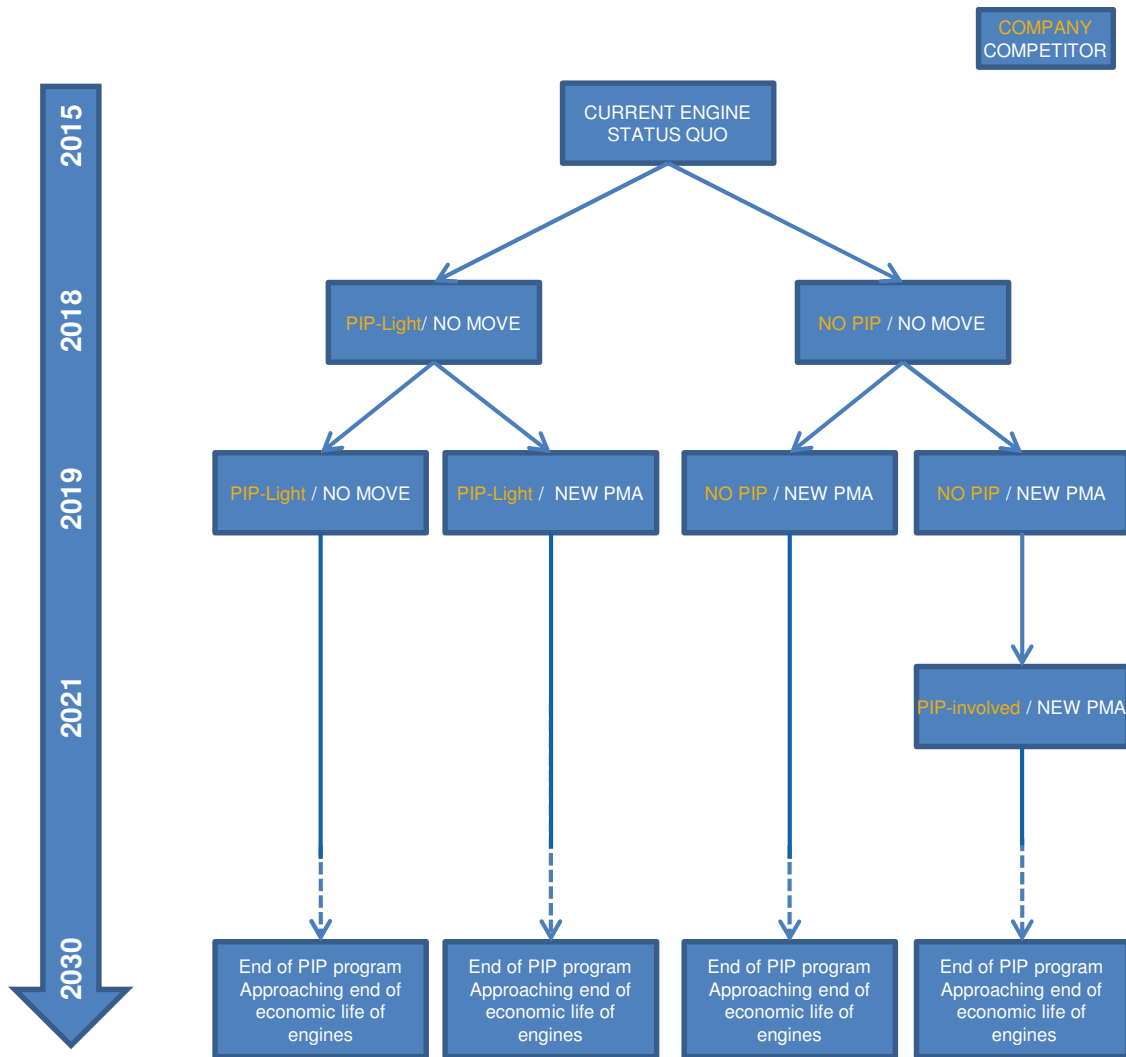 COMPANY
COMPETITOR
2015
CURRENT ENGINE
STATUS QUO
2018
PIP-Light/ NO MOVE
NO PIP / NO MOVE
2019
PIP-Light / NO MOVE
PIP-Light /  NEW PMA
NO PIP / NEW PMA
NO PIP / NEW PMA
2021
PIP-involved / NEW PMA
2030
End of PIP program
Approaching end of
economic life of
engines
End of PIP program
Approaching end of
economic life of
engines
End of PIP program
Approaching end of
economic life of
engines
End of PIP program
Approaching end of
economic life of
engines